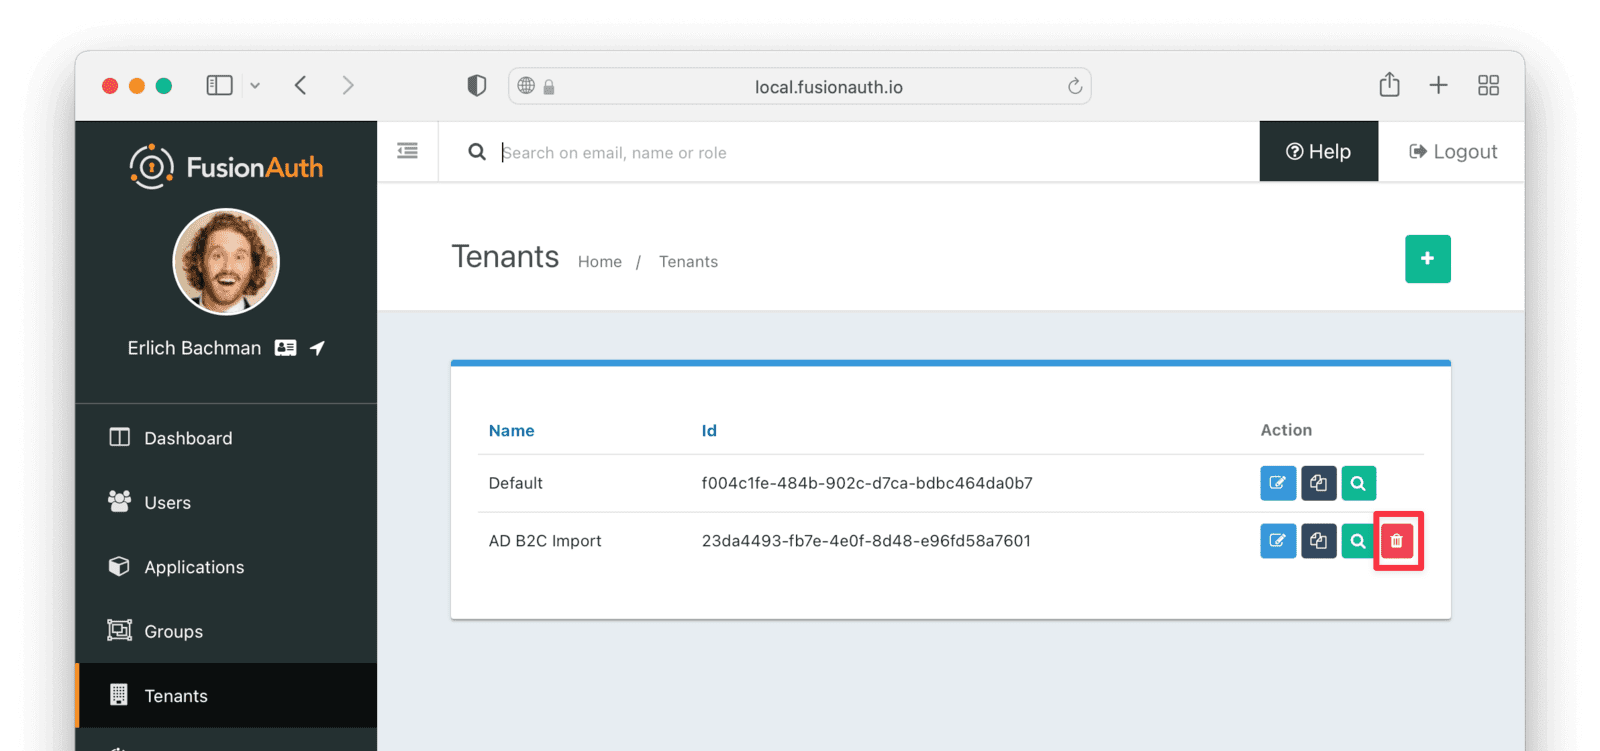 local.fusionauth.io
FusionAuth
Search on email, name or role
Help
Logout
Tenants
Home / Tenants
Erlich Bachman
Dashboard
Users
Applications
Groups
Tenants
Name Id Action
Default f004c1fe-484b-902c-d7ca-bdbc464da0b7
AD B2C Import 23da4493-fb7e-4e0f-8d48-e96fd58a7601